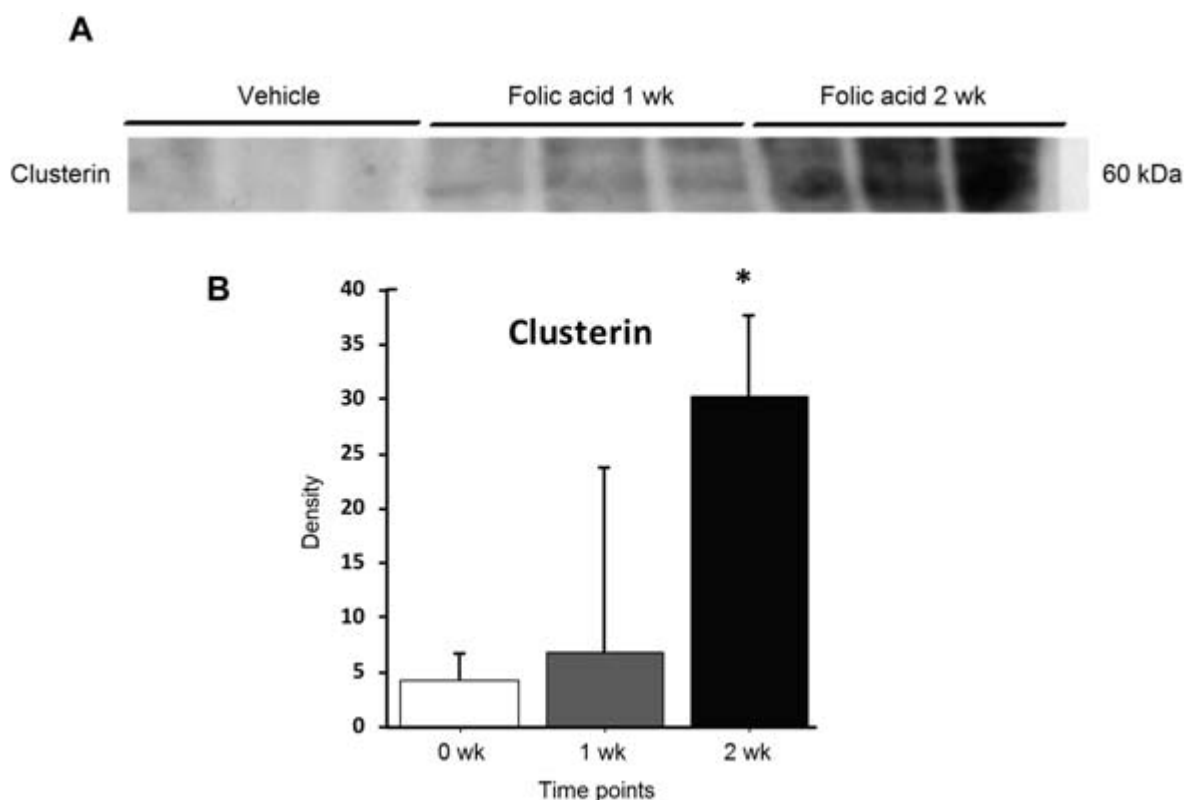 A
Vehicle Folic acid 1 wk Folic acid 2 wk
Clusterin 60 kDa
B
*
Clusterin
40
35
30
25
20
15
10
5
0
Density
0 wk 1 wk 2 wk
Time points